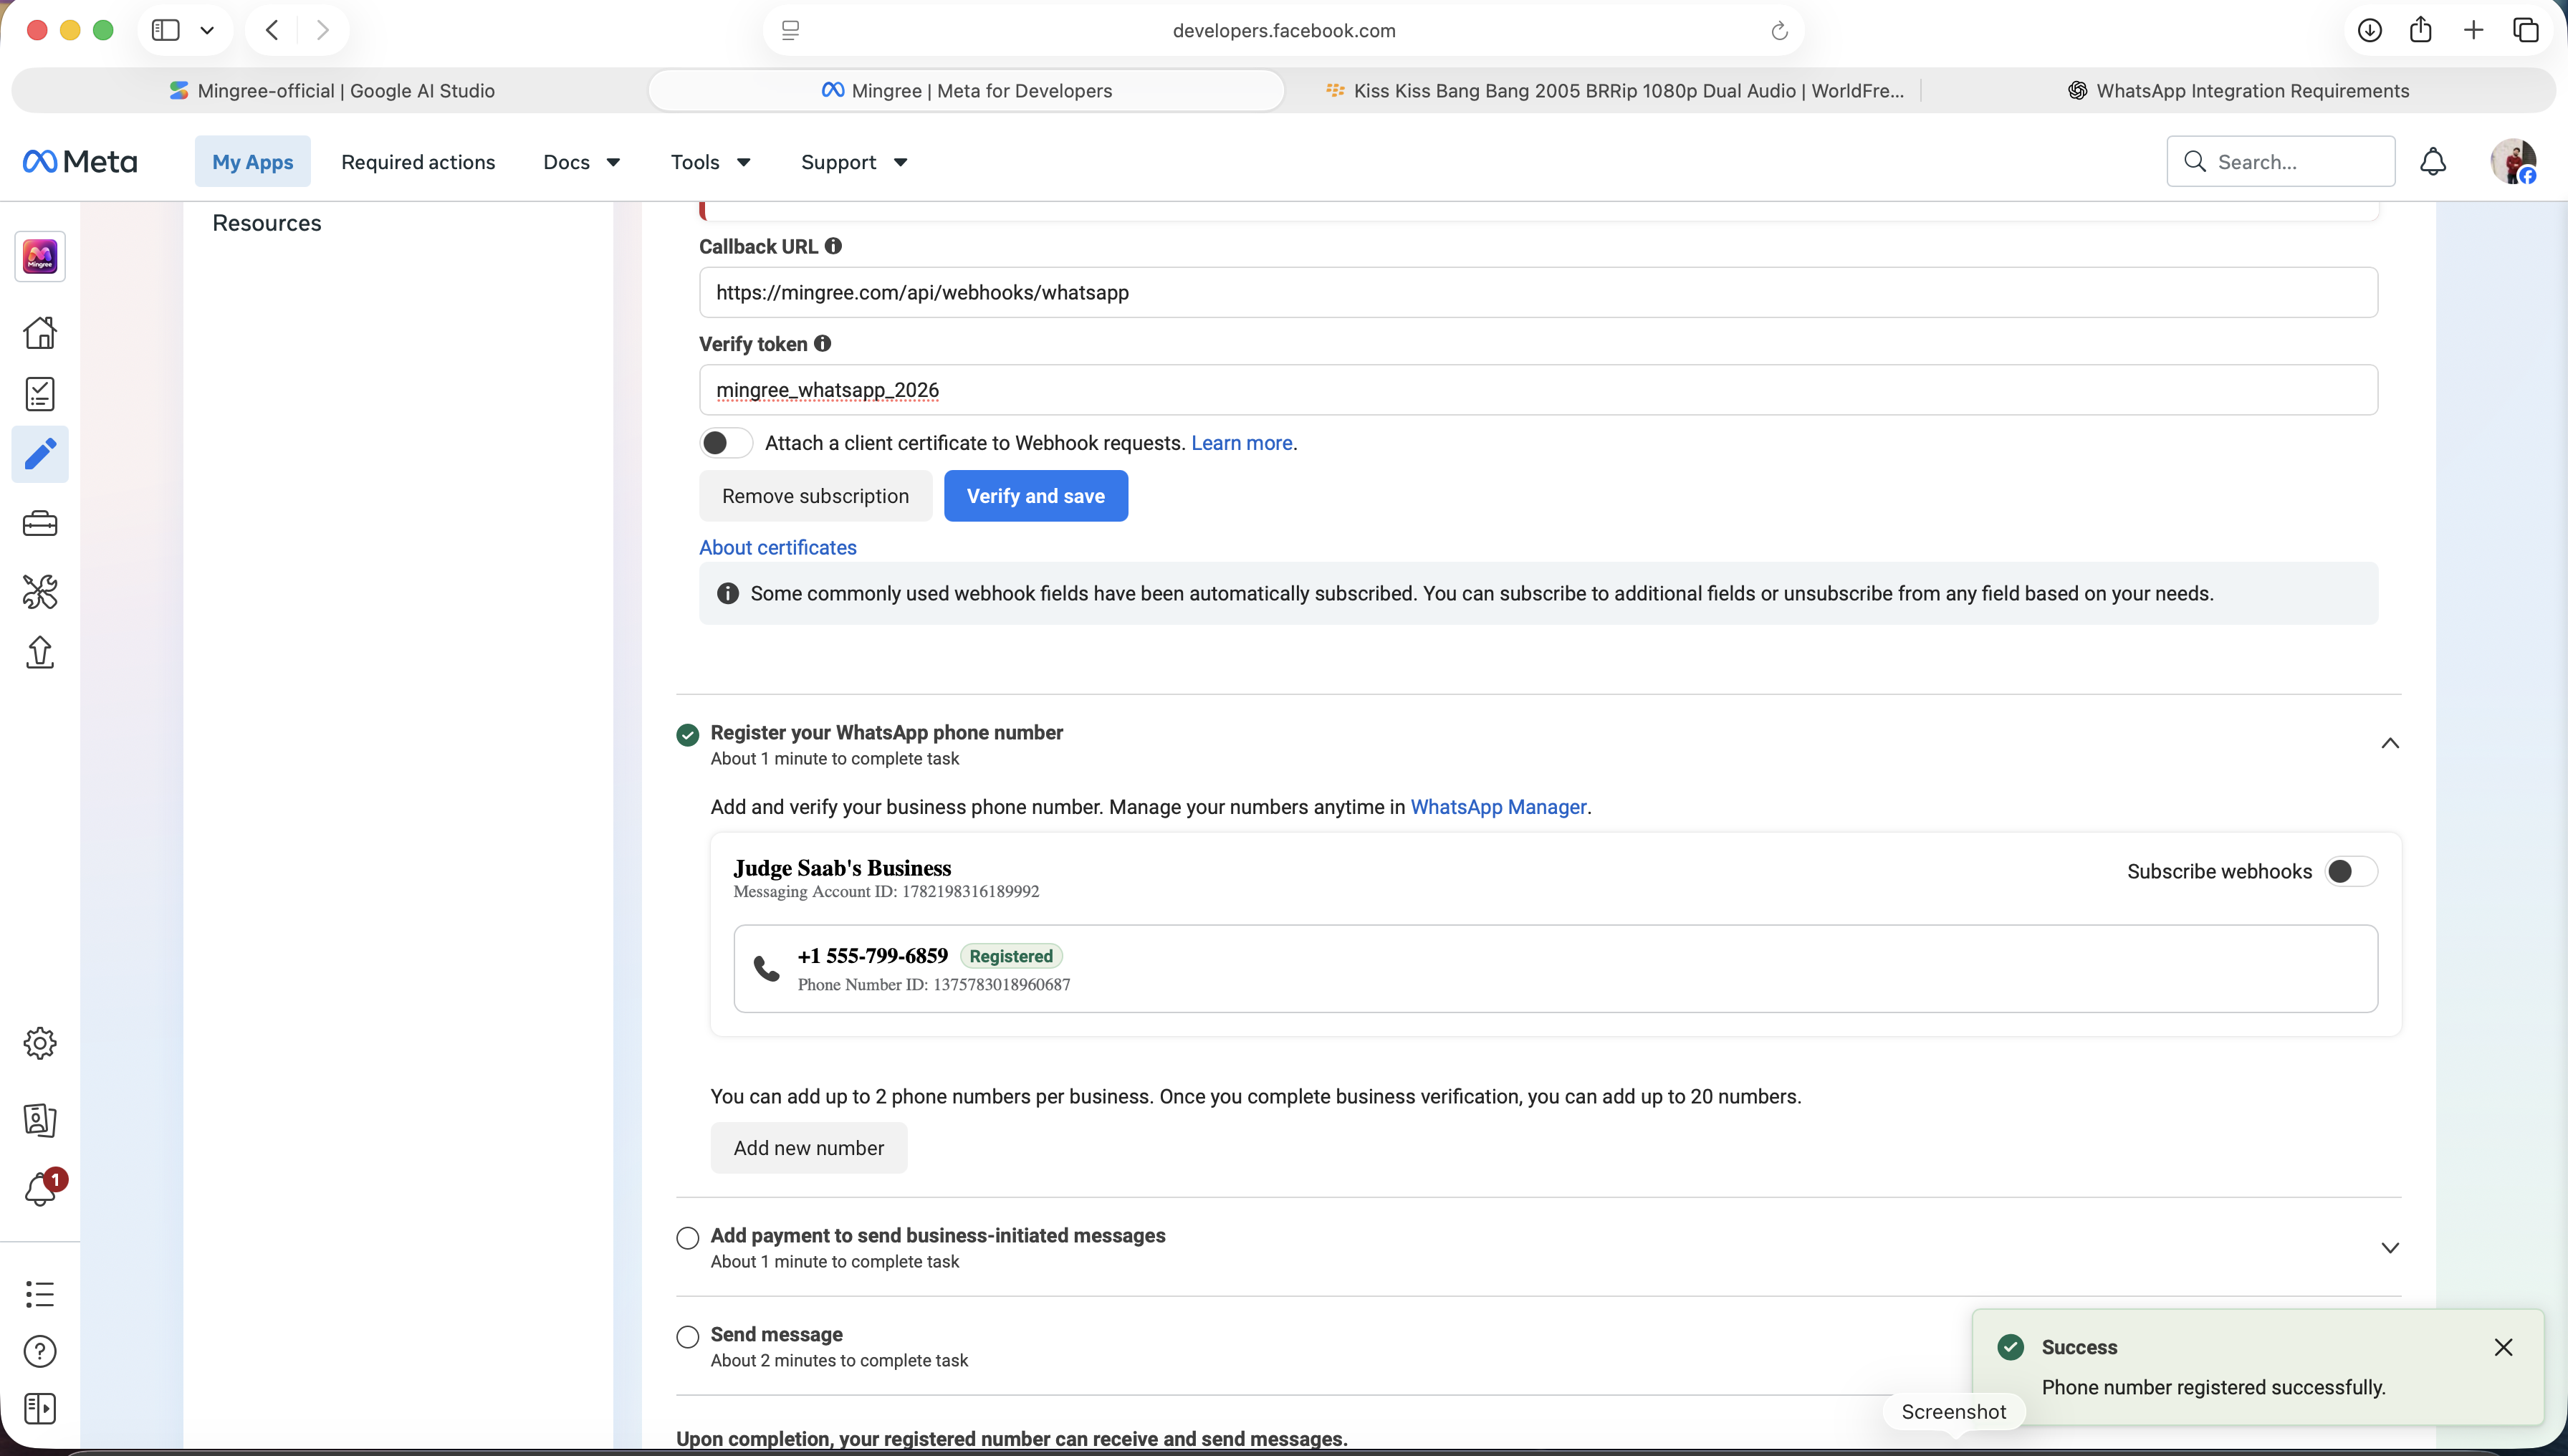 developers.facebook.com
Mingree-official | Google AI Studio
Mingree | Meta for Developers
Kiss Kiss Bang Bang 2005 BRRip 1080p Dual Audio | WorldFre...
WhatsApp Integration Requirements
Meta
My Apps
Required actions
Docs
Tools
Support
Search...
Mingree
Resources
Callback URL
https://mingree.com/api/webhooks/whatsapp
Verify token
mingree_whatsapp_2026
Attach a client certificate to Webhook requests. Learn more.
Remove subscription
Verify and save
About certificates
Some commonly used webhook fields have been automatically subscribed. You can subscribe to additional fields or unsubscribe from any field based on your needs.
Register your WhatsApp phone number
About 1 minute to complete task
Add and verify your business phone number. Manage your numbers anytime in WhatsApp Manager.
Judge Saab's Business
Messaging Account ID: 1782198316189992
Subscribe webhooks
+1 555-799-6859 Registered
Phone Number ID: 1375783018960687
You can add up to 2 phone numbers per business. Once you complete business verification, you can add up to 20 numbers.
Add new number
1
Add payment to send business-initiated messages
About 1 minute to complete task
Send message
About 2 minutes to complete task
Success
Phone number registered successfully.
Screenshot
Upon completion, your registered number can receive and send messages.